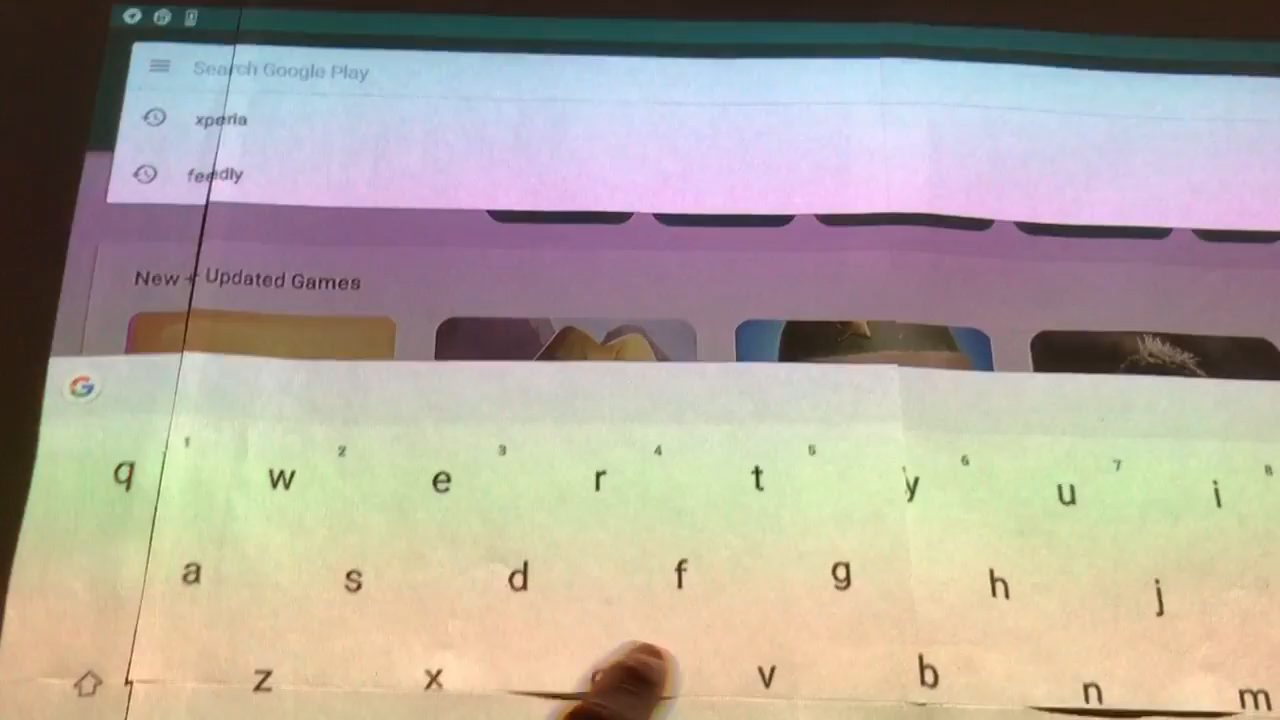 Search Google Play
xperia
feedly
New + Updated Games
G
1 2 3 4 5 6 7 8
q w e r t y u i
a s d f g h j
z x v b n m